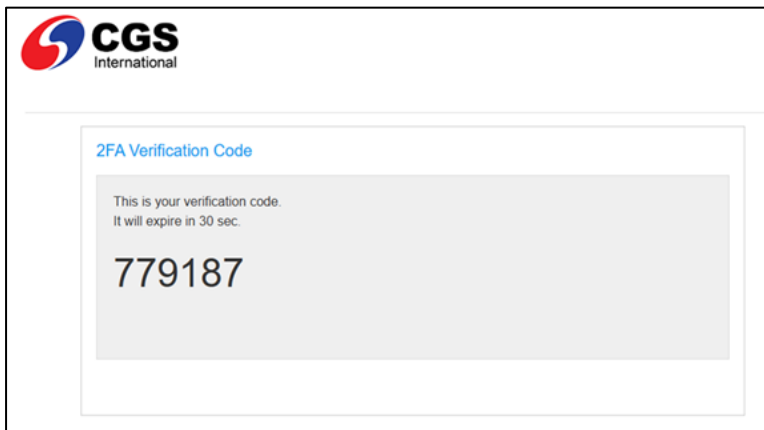 CGS
International
2FA Verification Code
This is your verification code.
It will expire in 30 sec.
779187